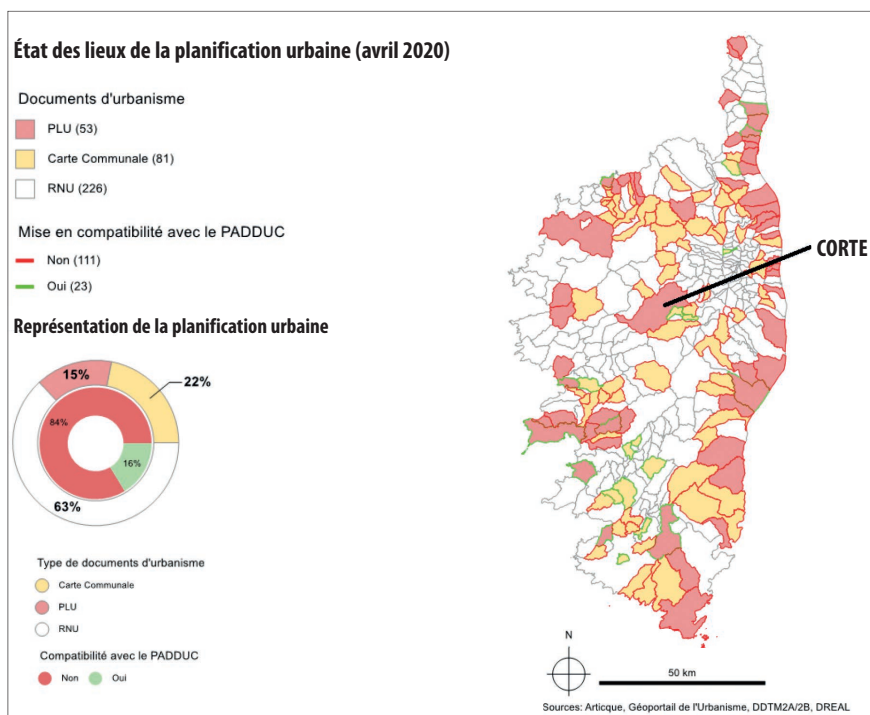 État des lieux de la planification urbaine (avril 2020)
Documents d'urbanisme
PLU (53)
Carte Communale (81)
RNU (226)
Mise en compatibilité avec le PADDUC
Non (111)
Oui (23)
CORTE
Représentation de la planification urbaine
15%
22%
84%
16%
63%
Type de documents d'urbanisme
Carte Communale
PLU
RNU
Compatibilité avec le PADDUC
Non Oui
N
50 km
Sources: Articque, Géoportail de l'Urbanisme, DDTM2A/2B, DREAL